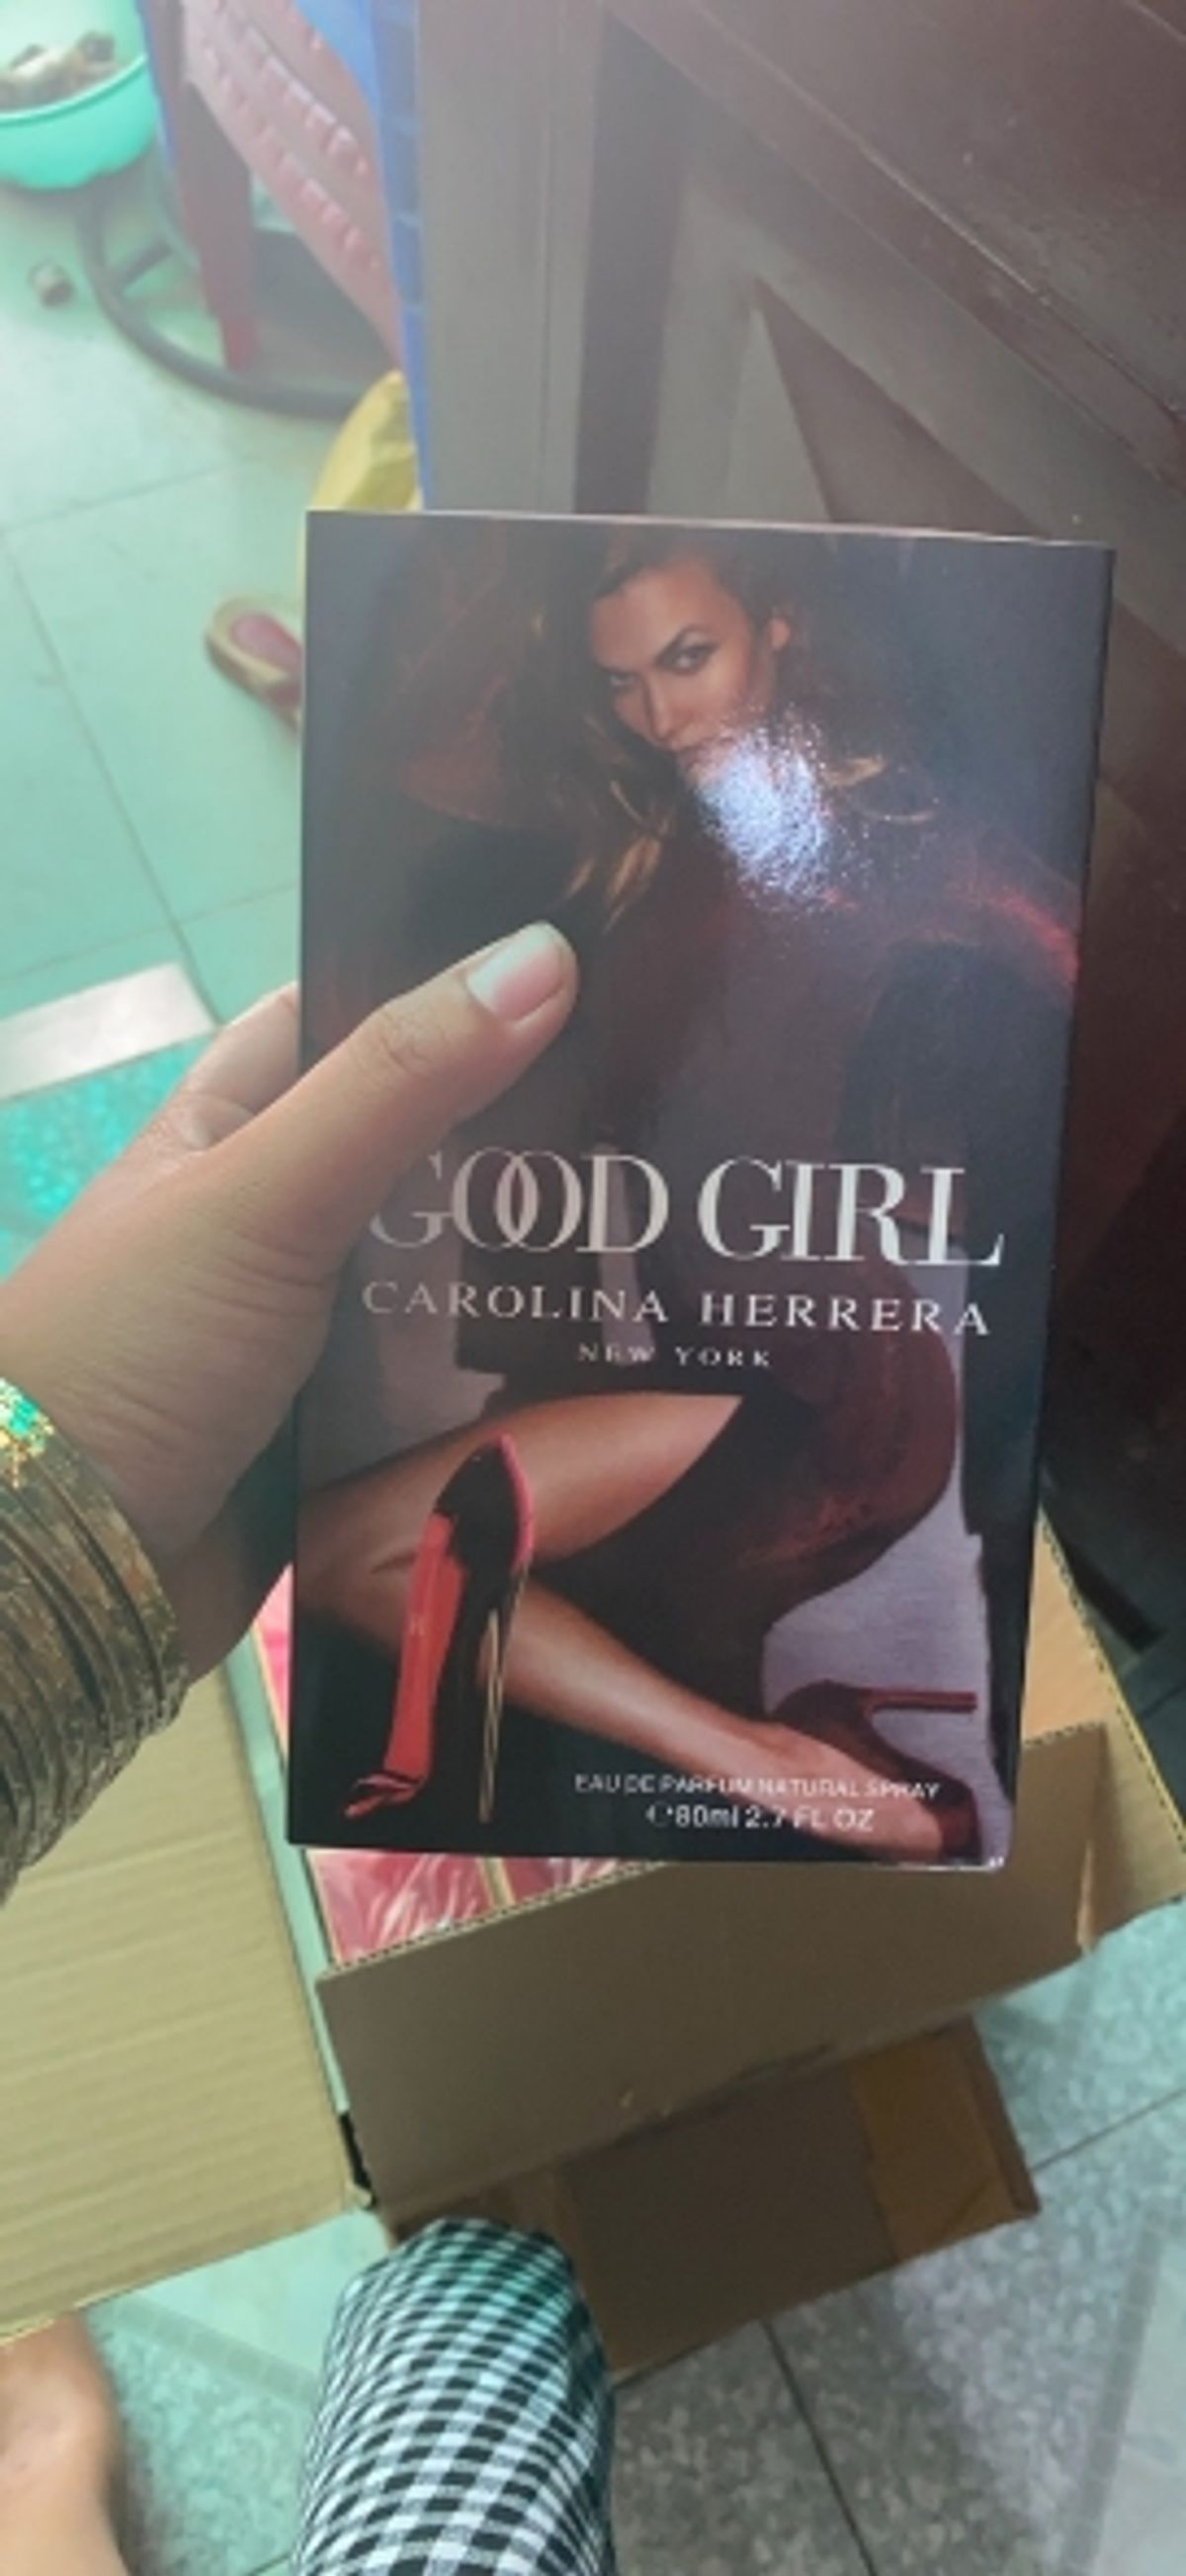 GOOD GIRL
CAROLINA HERRERA
NEW YORK
EAU DE PARFUM NATURAL SPRAY
80ml 2.7 FL OZ